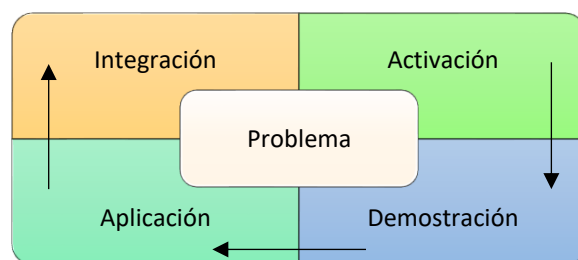 Integración
Activación
Problema
Aplicación
Demostración